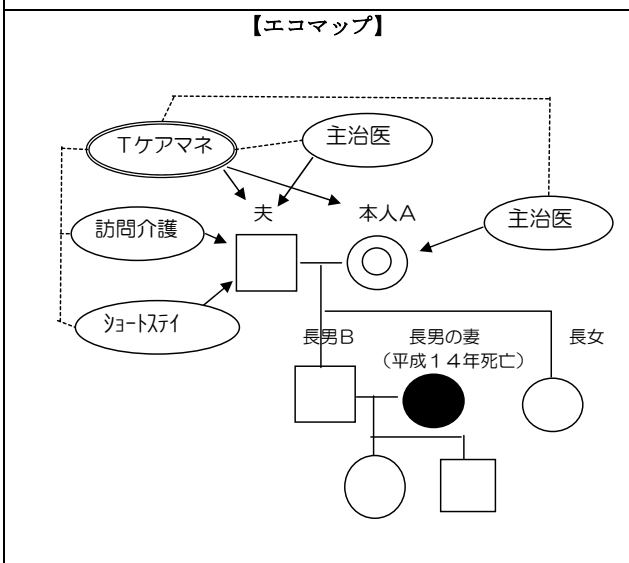 【エコマップ】
Tケアマネ
主治医
夫
本人A
訪問介護
主治医
ｼｮｰﾄｽﾃｲ
長男B
長男の妻
（平成１４年死亡）
長女